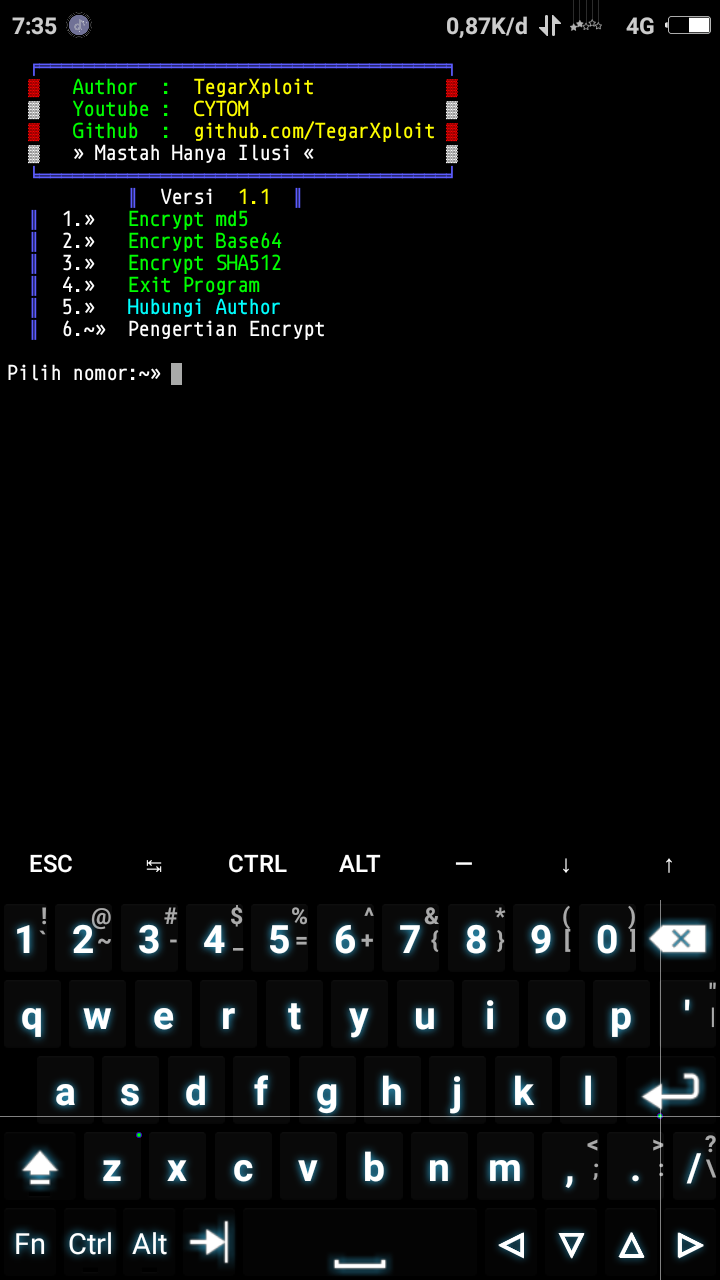 7:35 0,87K/d 4G
Author : TegarXploit
Youtube : CYTOM
Github : github.com/TegarXploit
» Mastah Hanya Ilusi «
Versi 1.1
1.» Encrypt md5
2.» Encrypt Base64
3.» Encrypt SHA512
4.» Exit Program
5.» Hubungi Author
6.~» Pengertian Encrypt
Pilih nomor:~»
ESC ↹ CTRL ALT — ↓ ↑
! @ # $ % ^ & * ( )
1 2 3 4 5 6 7 8 9 0
` ~ - _ = + { } [ ]
q w e r t y u i o p ' " |
a s d f g h j k l
z x c v b n m , < ; . > : / ? \
Fn Ctrl Alt